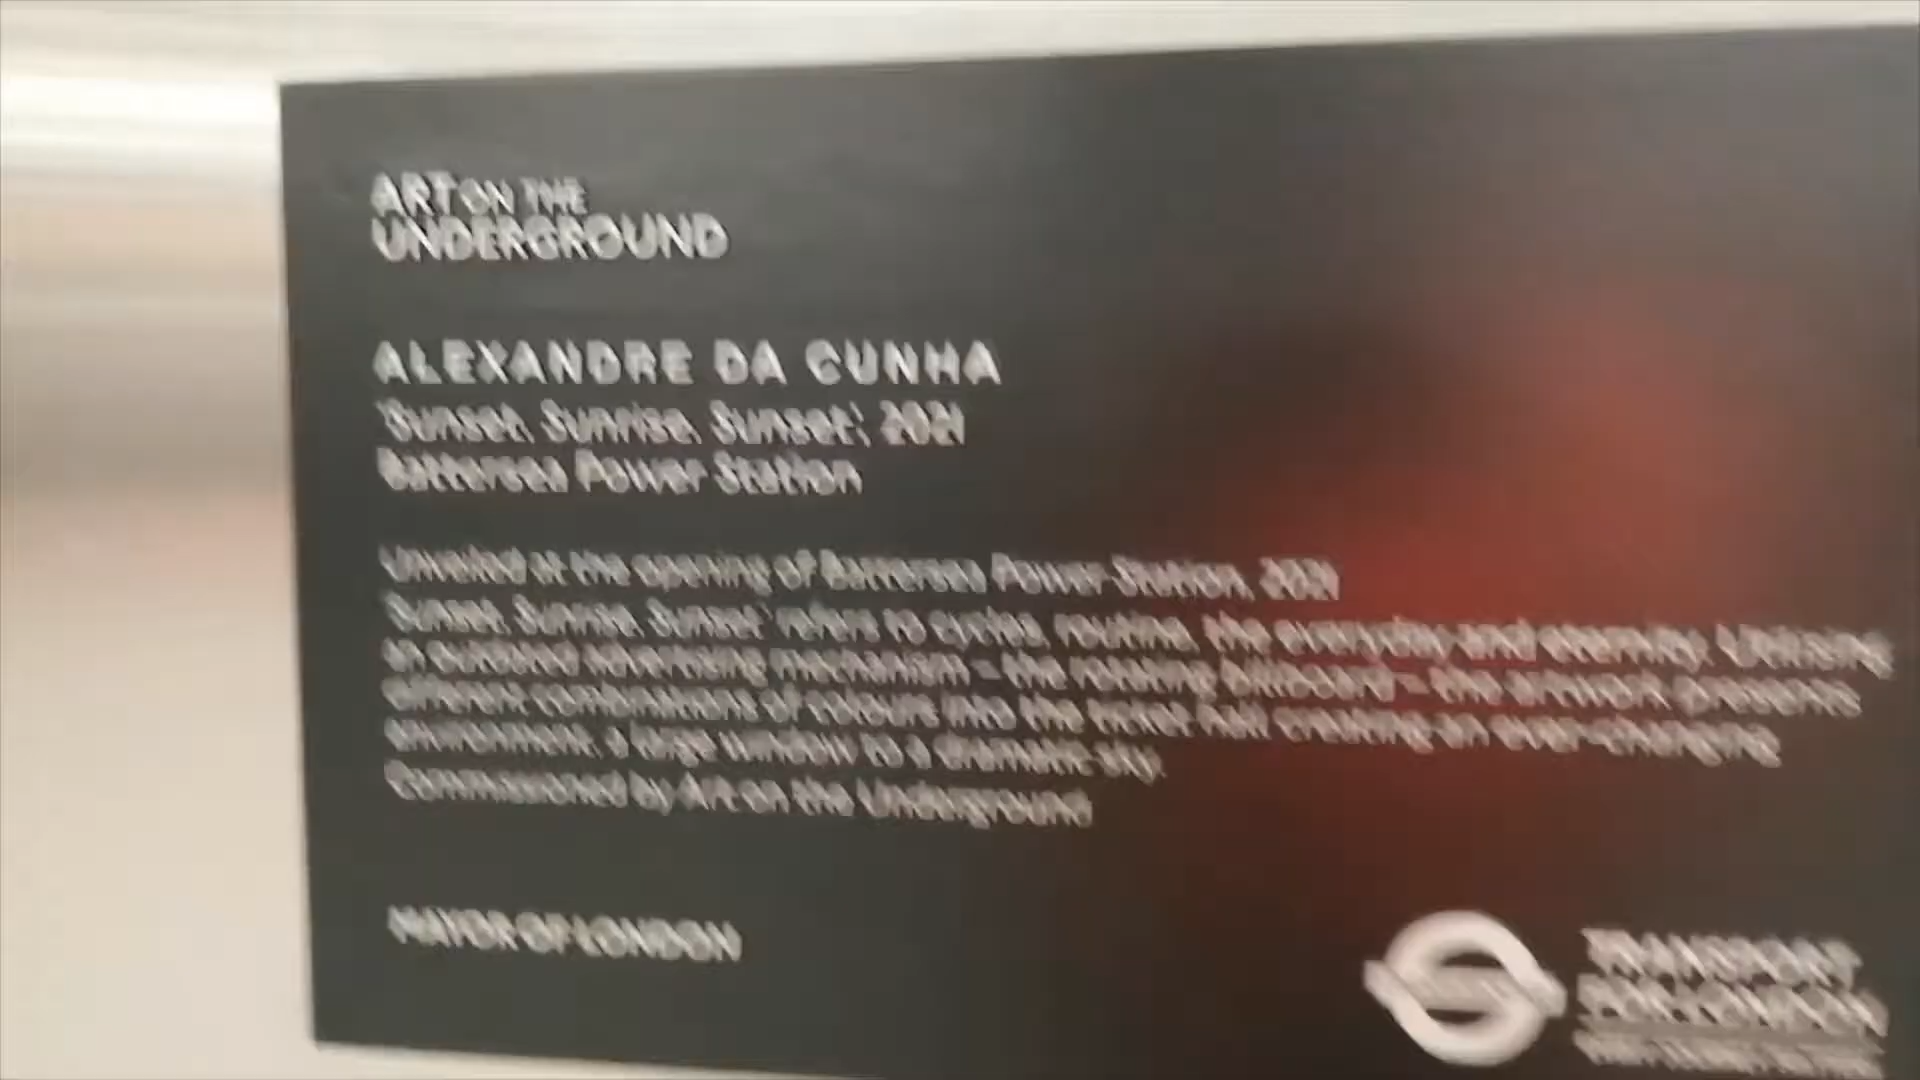 ART ON THE
UNDERGROUND
ALEXANDRE DA CUNHA
'Sunset, Sunrise, Sunset', 2021
Battersea Power Station
Unveiled at the opening of Battersea Power Station, 2021
'Sunset, Sunrise, Sunset' refers to cycles, routine, the everyday and eternity. Utilising
an outdated advertising mechanism – the rotating billboard – the artwork presents
different combinations of colours into the ticket hall creating an ever-changing
environment, a large window to a dramatic sky.
Commissioned by Art on the Underground
MAYOR OF LONDON
TRANSPORT
FOR LONDON